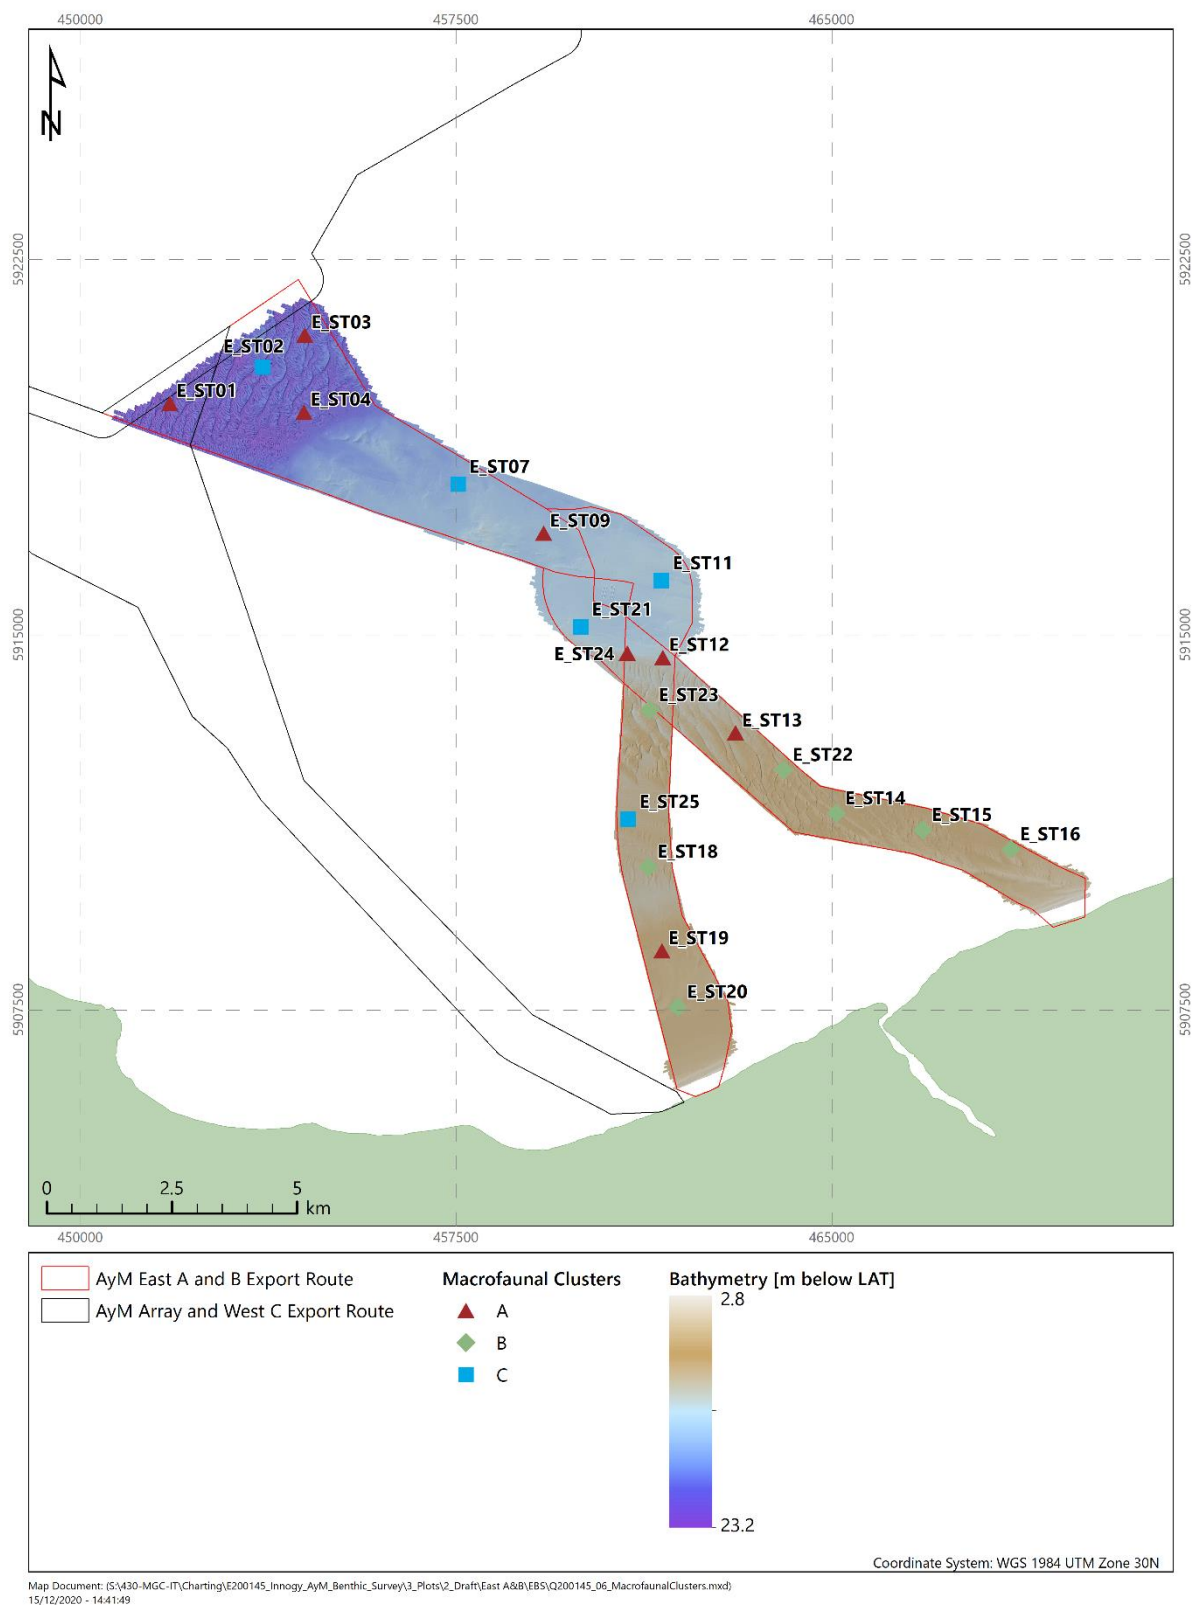 450000 457500 465000
N
5922500 5922500
E_ST03
E_ST02
E_ST01
E_ST04
E_ST07
E_ST09
E_ST11
E_ST21
5915000 5915000
E_ST12
E_ST24
E_ST23
E_ST13
E_ST22
E_ST25
E_ST14
E_ST15
E_ST16
E_ST18
E_ST19
E_ST20
5907500 5907500
0 2.5 5
km
450000 457500 465000
AyM East A and B Export Route
AyM Array and West C Export Route
Macrofaunal Clusters
A
B
C
Bathymetry [m below LAT]
2.8
23.2
Coordinate System: WGS 1984 UTM Zone 30N
Map Document: (S:\430-MGC-IT\Charting\E200145_Innogy_AyM_Benthic_Survey\3_Plots\2_Draft\East A&B\EBS\Q200145_06_MacrofaunalClusters.mxd)
15/12/2020 - 14:41:49